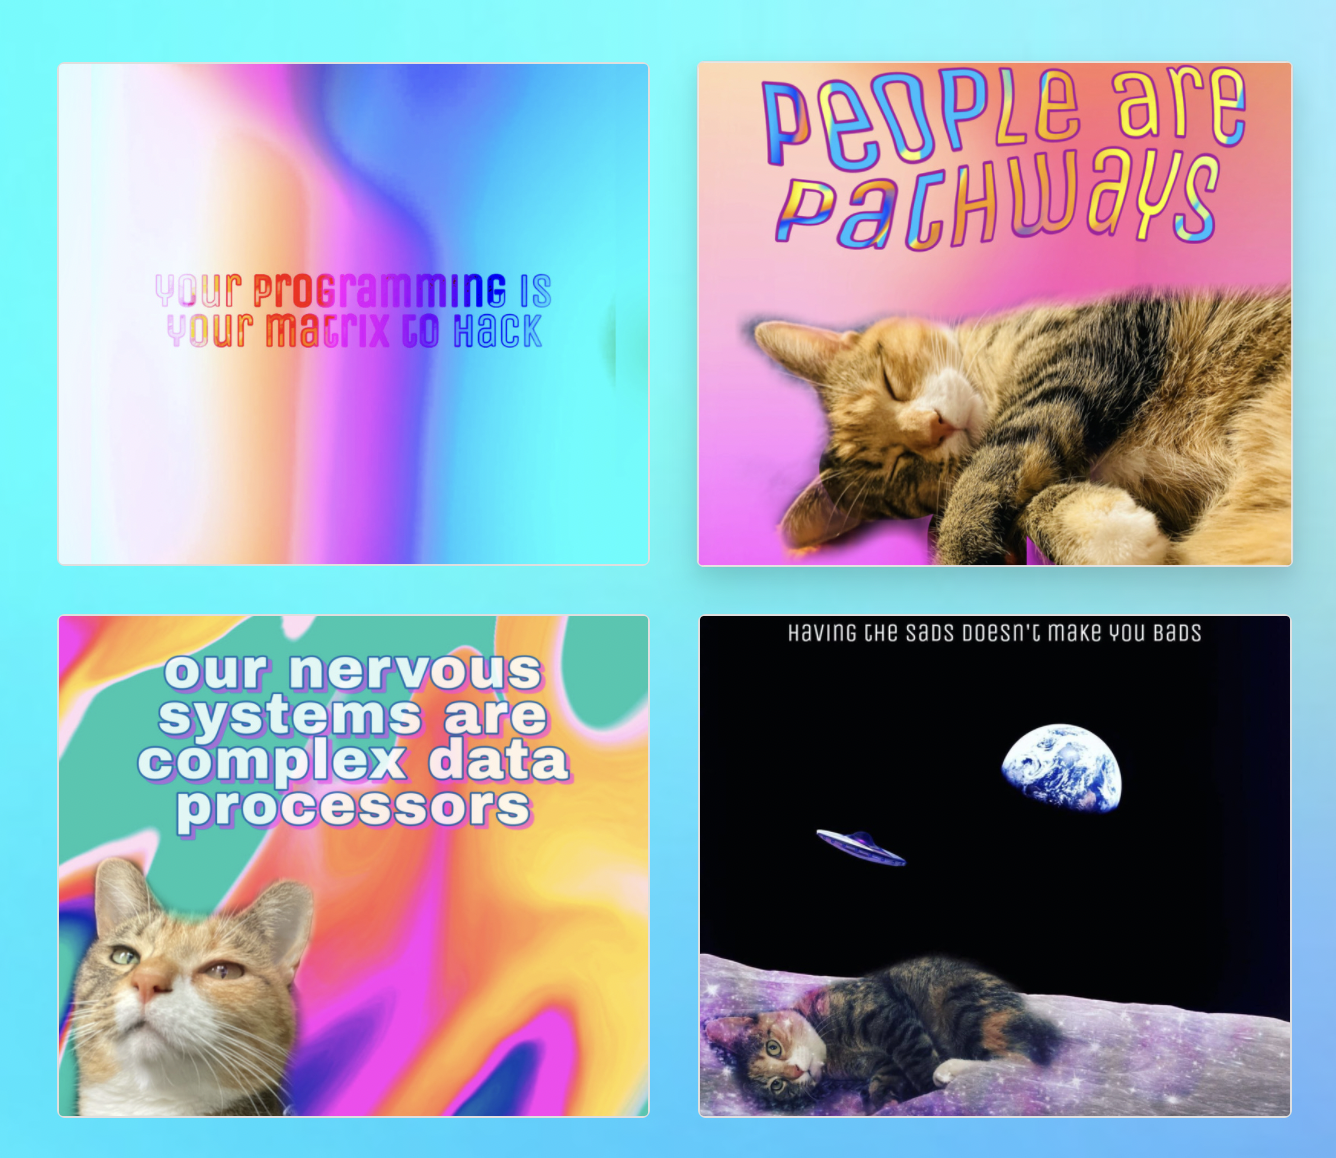 Your Programming is
Your matrix to Hack
PEOPLE are
Pathways
our nervous
systems are
complex data
processors
Having the sads doesn't make you bads